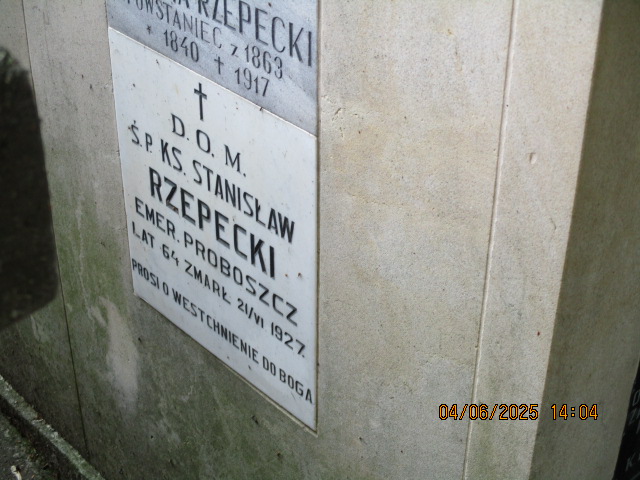 RZEPECKI
POWSTANIEC z 1863
* 1840 † 1917
†
D.O.M.
Ś.P. KS. STANISŁAW
RZEPECKI
EMER. PROBOSZCZ
LAT 64 ZMARŁ 21/VI 1927.
PROSI O WESTCHNIENIE DO BOGA
04/06/2025 14:04